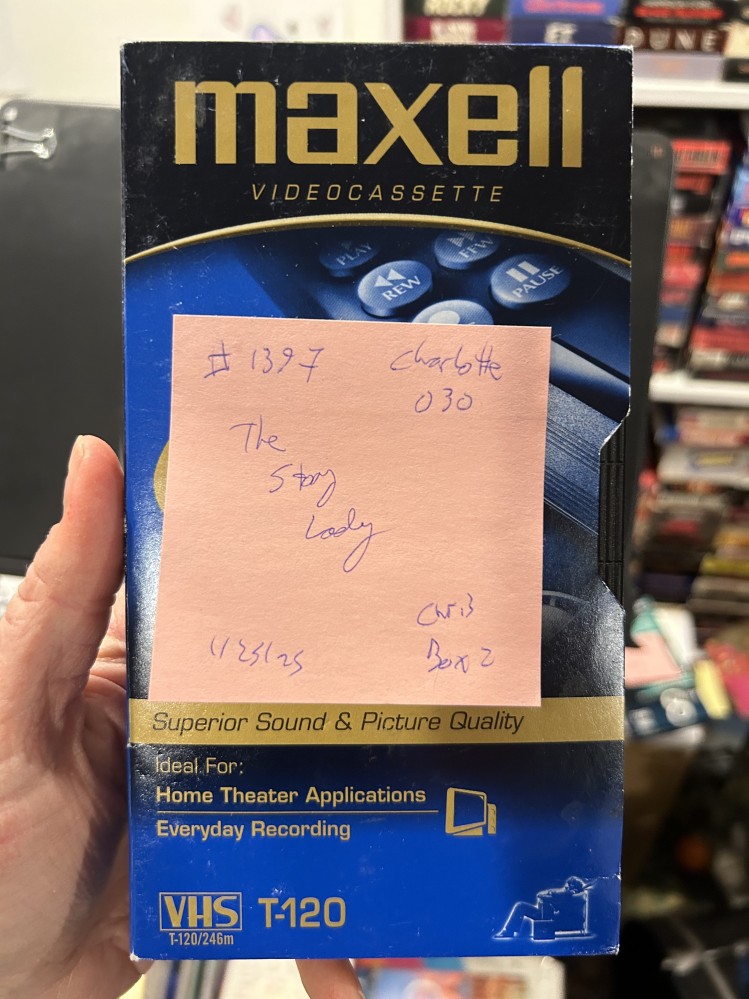 DUNE
maxell
VIDEOCASSETTE
PLAY
FFW
REW
PAUSE
# 1397
Charlotte
030
The
Story
Lady
11/25/25
Chris
Box 2
Superior Sound & Picture Quality
Ideal For:
Home Theater Applications
Everyday Recording
VHS T-120
T-120/246m